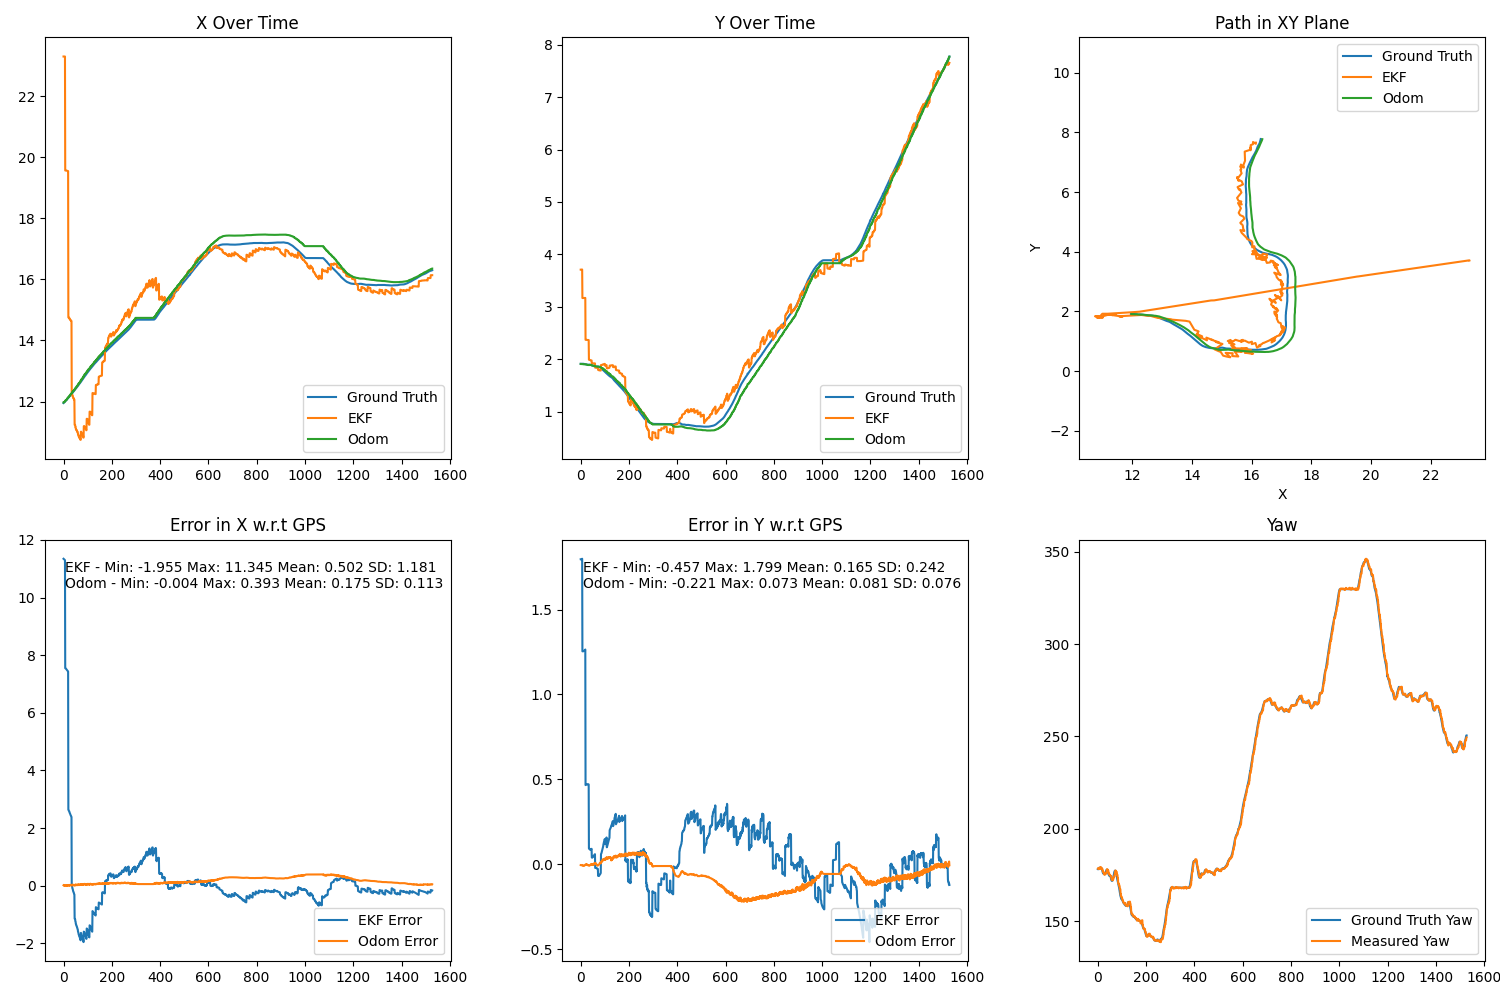 X Over Time
22
20
18
16
14
12
0 200 400 600 800 1000 1200 1400 1600
Ground Truth
EKF
Odom
Y Over Time
8
7
6
5
4
3
2
1
0 200 400 600 800 1000 1200 1400 1600
Ground Truth
EKF
Odom
Path in XY Plane
Y
10
8
6
4
2
0
−2
12 14 16 18 20 22
X
Ground Truth
EKF
Odom
Error in X w.r.t GPS
EKF - Min: -1.955 Max: 11.345 Mean: 0.502 SD: 1.181
Odom - Min: -0.004 Max: 0.393 Mean: 0.175 SD: 0.113
12
10
8
6
4
2
0
−2
0 200 400 600 800 1000 1200 1400 1600
EKF Error
Odom Error
Error in Y w.r.t GPS
EKF - Min: -0.457 Max: 1.799 Mean: 0.165 SD: 0.242
Odom - Min: -0.221 Max: 0.073 Mean: 0.081 SD: 0.076
1.5
1.0
0.5
0.0
−0.5
0 200 400 600 800 1000 1200 1400 1600
EKF Error
Odom Error
Yaw
350
300
250
200
150
0 200 400 600 800 1000 1200 1400 1600
Ground Truth Yaw
Measured Yaw